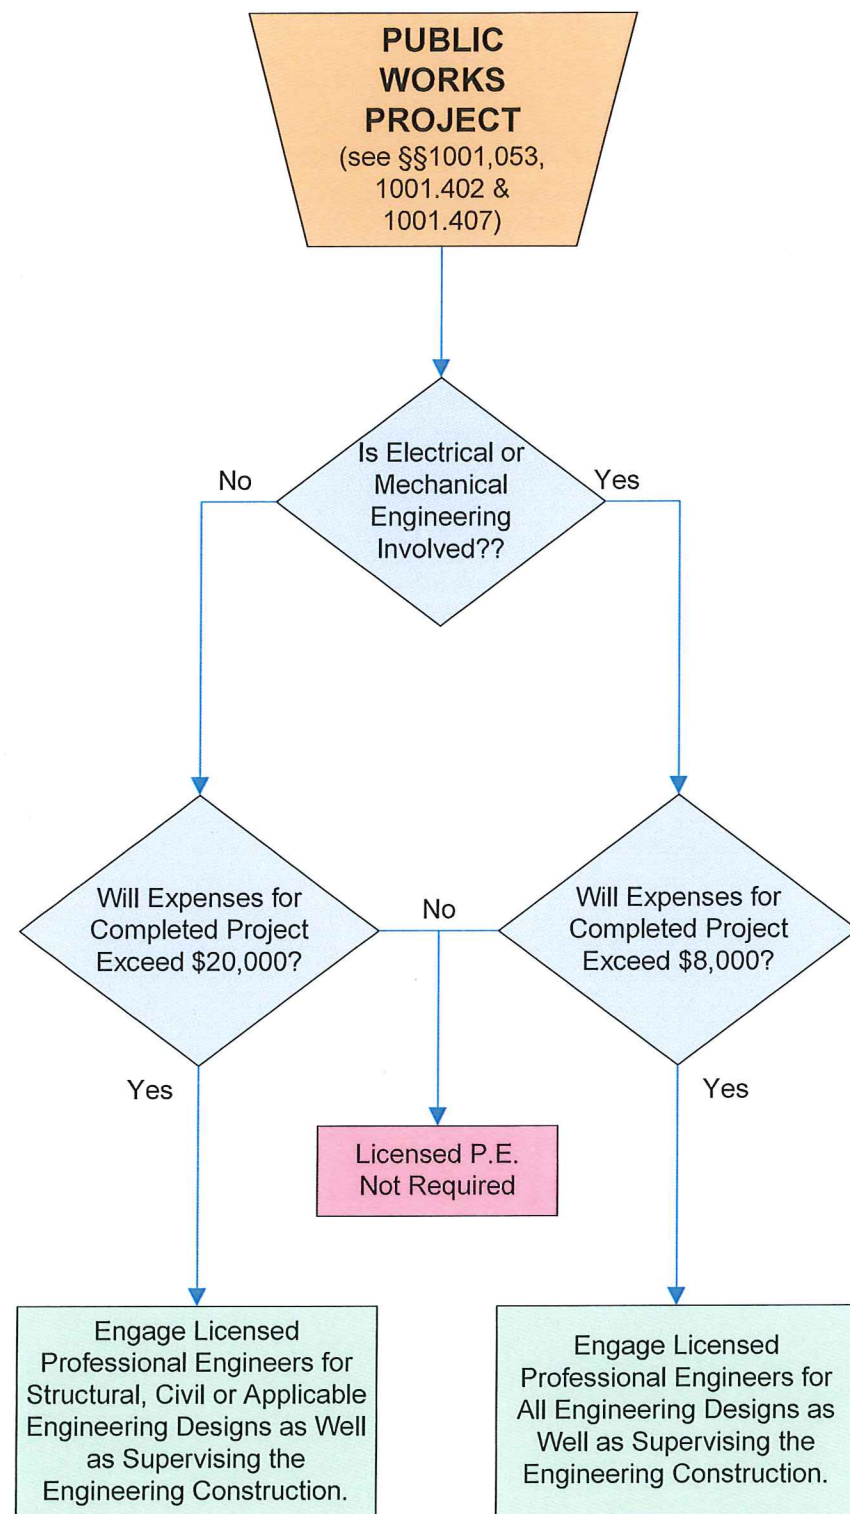 PUBLIC
WORKS
PROJECT
(see §§1001,053,
1001.402 &
1001.407)
Is Electrical or
Mechanical
Engineering
Involved??
No
Yes
Will Expenses for
Completed Project
Exceed $20,000?
No
Will Expenses for
Completed Project
Exceed $8,000?
Yes
Yes
Licensed P.E.
Not Required
Engage Licensed
Professional Engineers for
Structural, Civil or Applicable
Engineering Designs as Well
as Supervising the
Engineering Construction.
Engage Licensed
Professional Engineers for
All Engineering Designs as
Well as Supervising the
Engineering Construction.